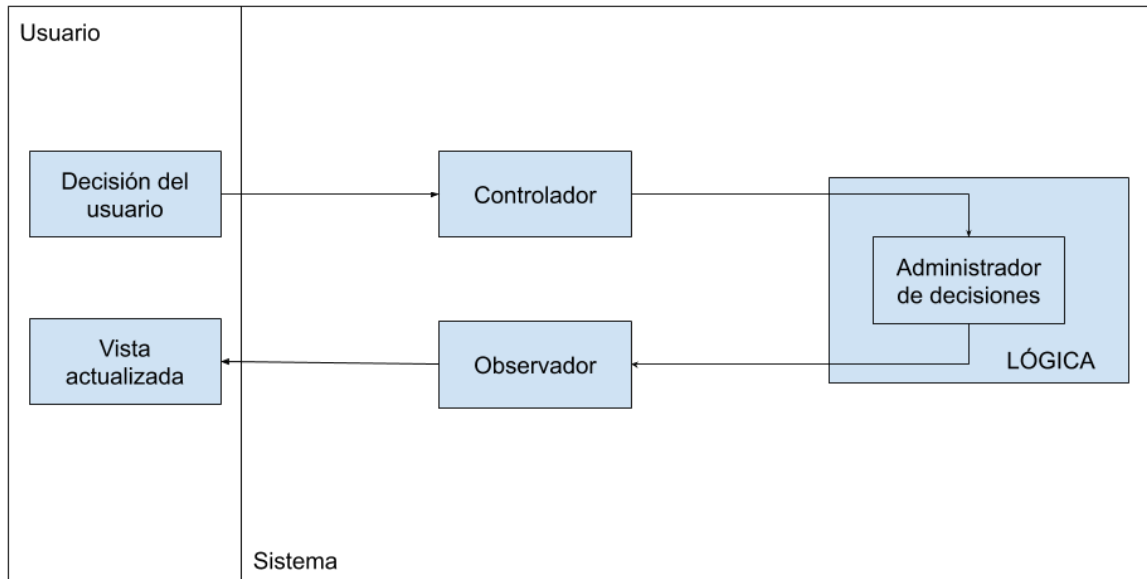 Usuario
Decisión del
usuario
Controlador
Administrador
de decisiones
LÓGICA
Vista
actualizada
Observador
Sistema